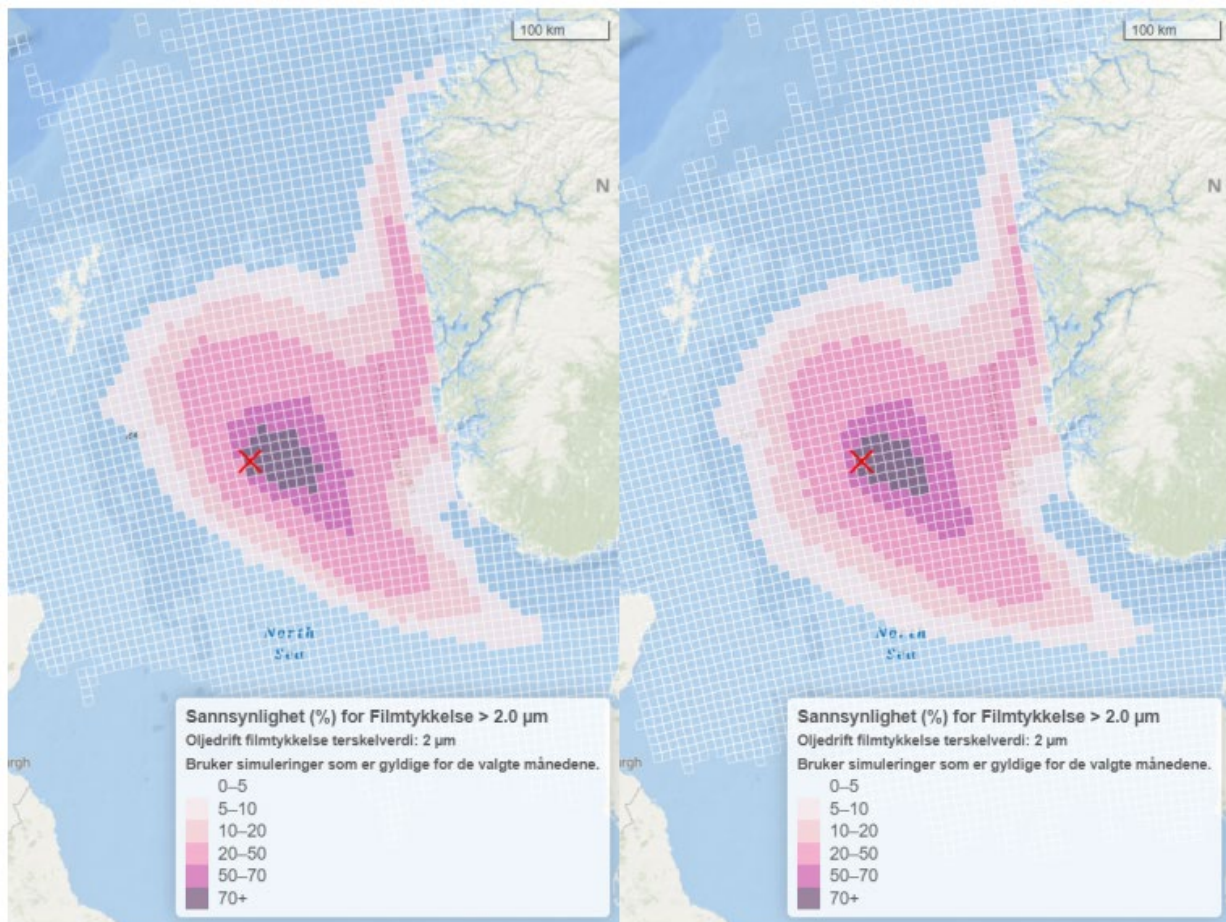 100 km
N
North
Sea
rgh
Sannsynlighet (%) for Filmtykkelse > 2.0 µm
Oljedrift filmtykkelse terskelverdi: 2 µm
Bruker simuleringer som er gyldige for de valgte månedene.
0–5
5–10
10–20
20–50
50–70
70+
100 km
N
North
Sea
rgh
Sannsynlighet (%) for Filmtykkelse > 2.0 µm
Oljedrift filmtykkelse terskelverdi: 2 µm
Bruker simuleringer som er gyldige for de valgte månedene.
0–5
5–10
10–20
20–50
50–70
70+